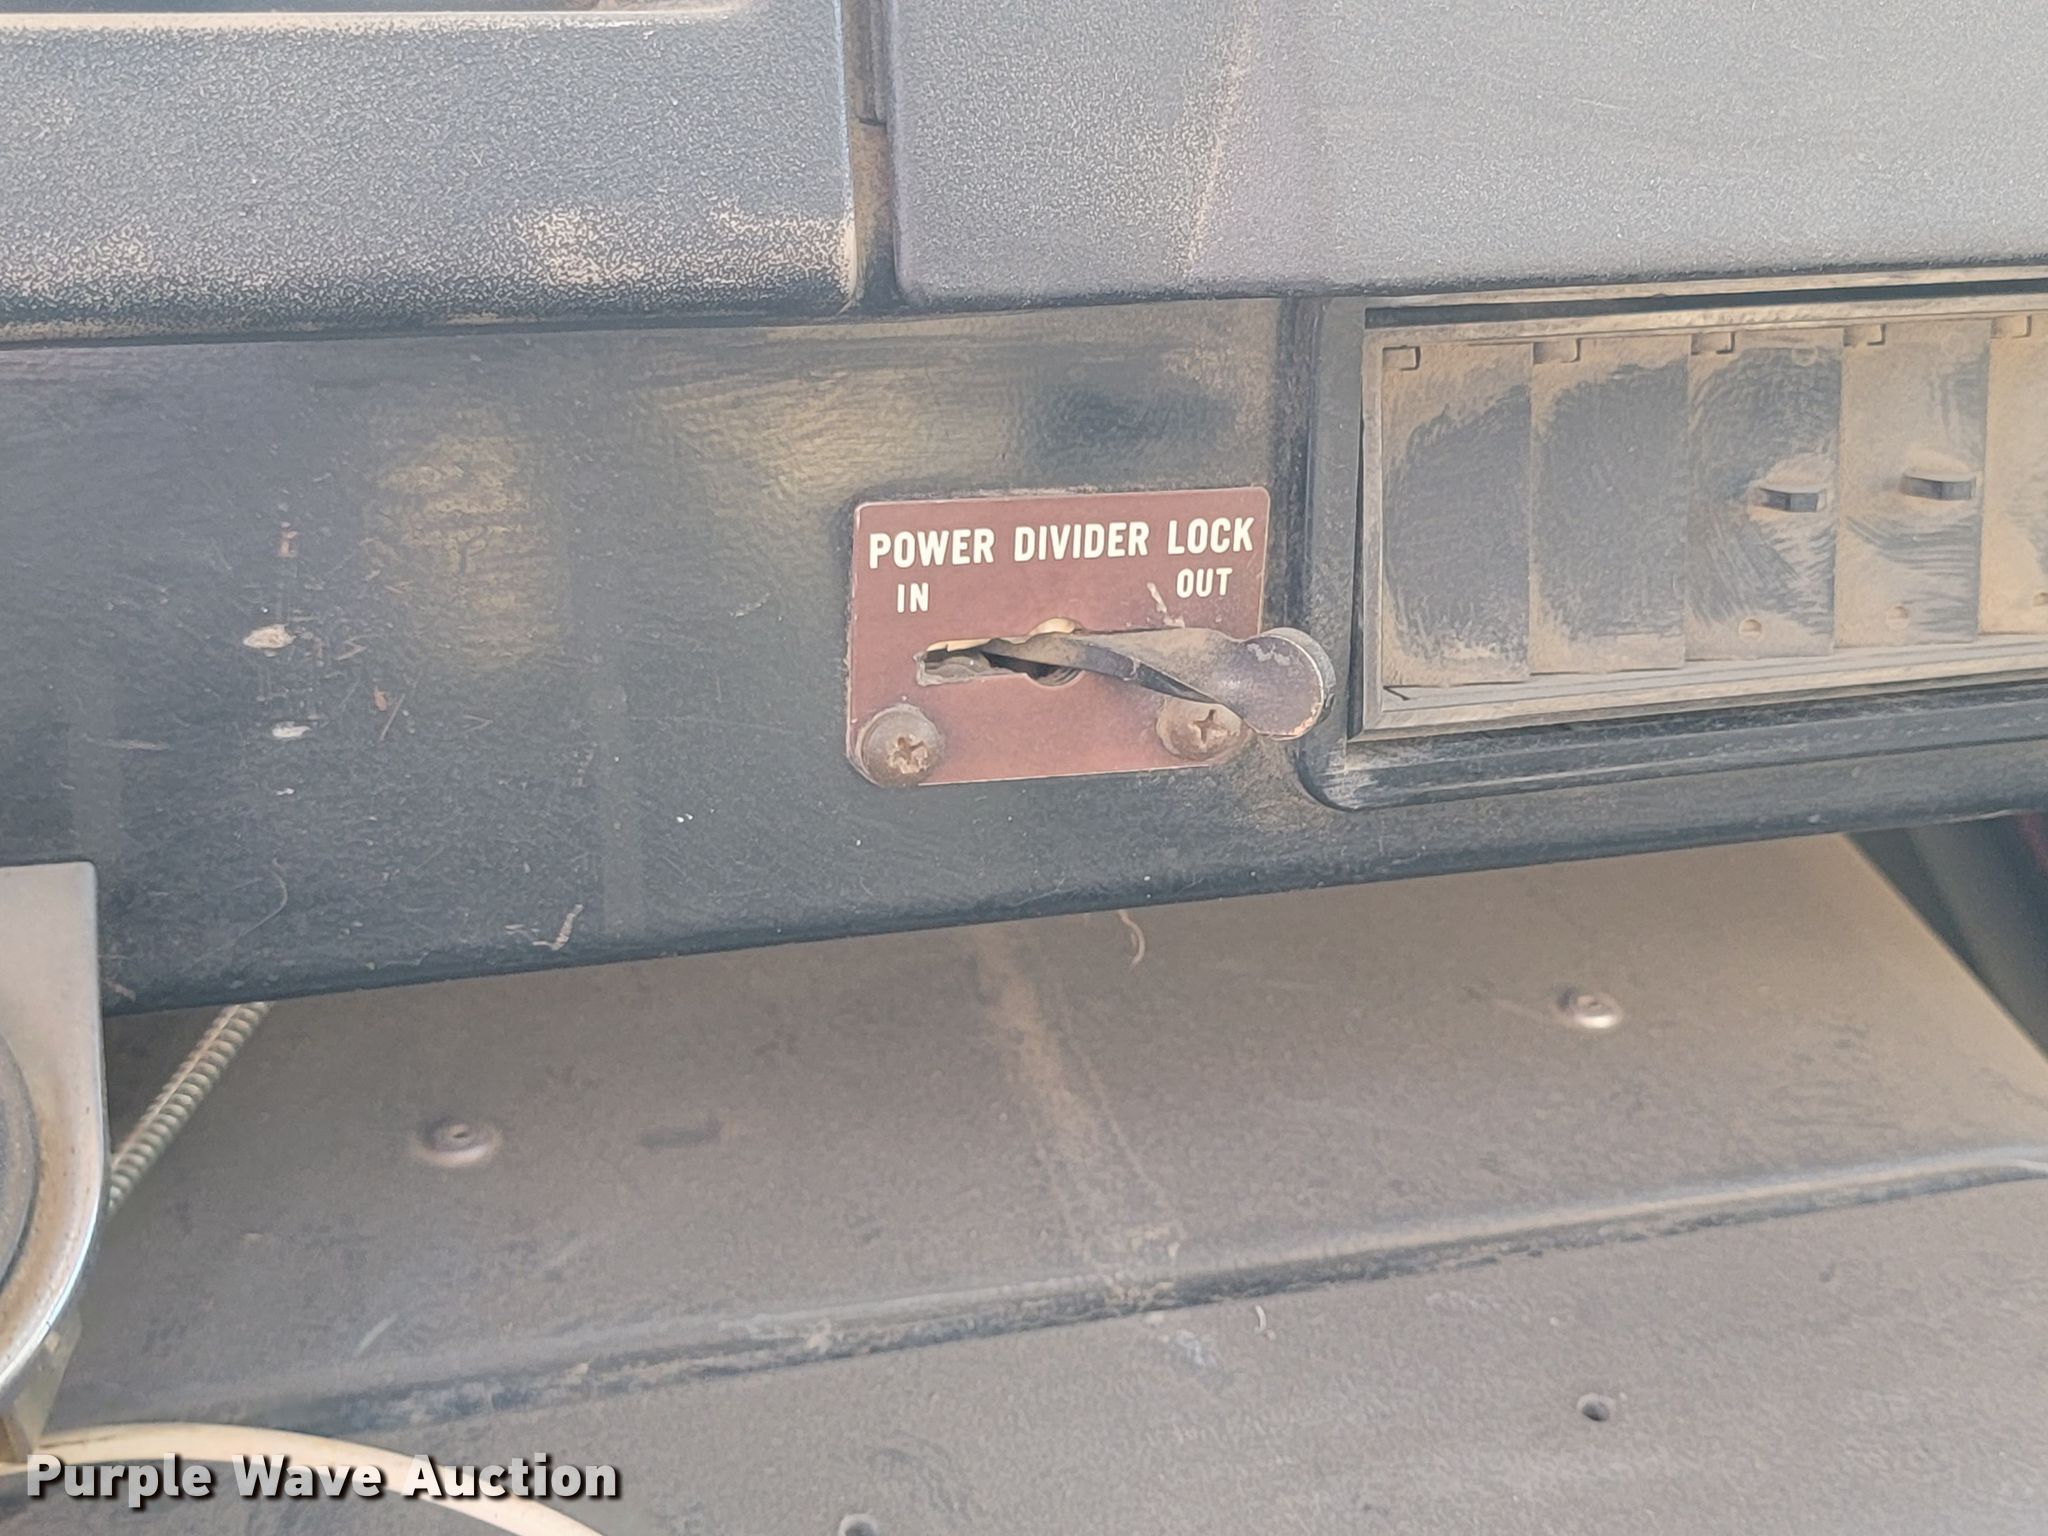 POWER DIVIDER LOCK
IN OUT
Purple Wave Auction